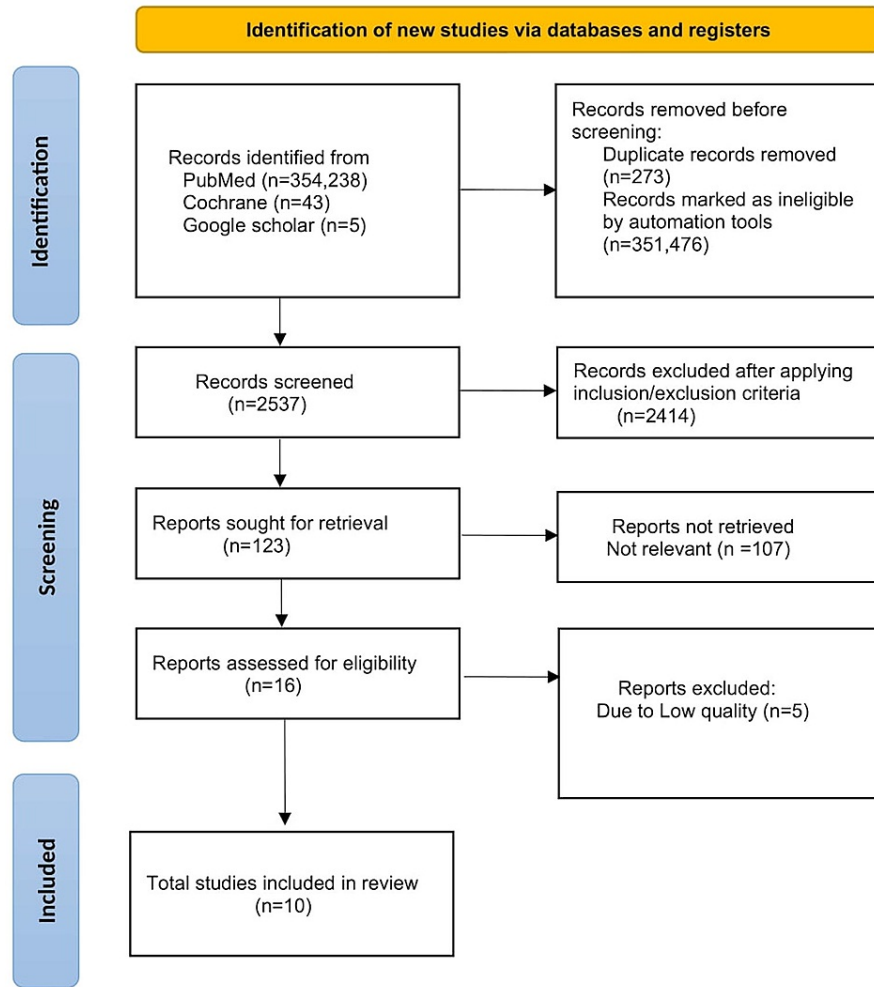 Identification of new studies via databases and registers
Identification
Records identified from
PubMed (n=354,238)
Cochrane (n=43)
Google scholar (n=5)
Records removed before
screening:
Duplicate records removed
(n=273)
Records marked as ineligible
by automation tools
(n=351,476)
Screening
Records screened
(n=2537)
Records excluded after applying
inclusion/exclusion criteria
(n=2414)
Reports sought for retrieval
(n=123)
Reports not retrieved
Not relevant (n =107)
Reports assessed for eligibility
(n=16)
Reports excluded:
Due to Low quality (n=5)
Included
Total studies included in review
(n=10)